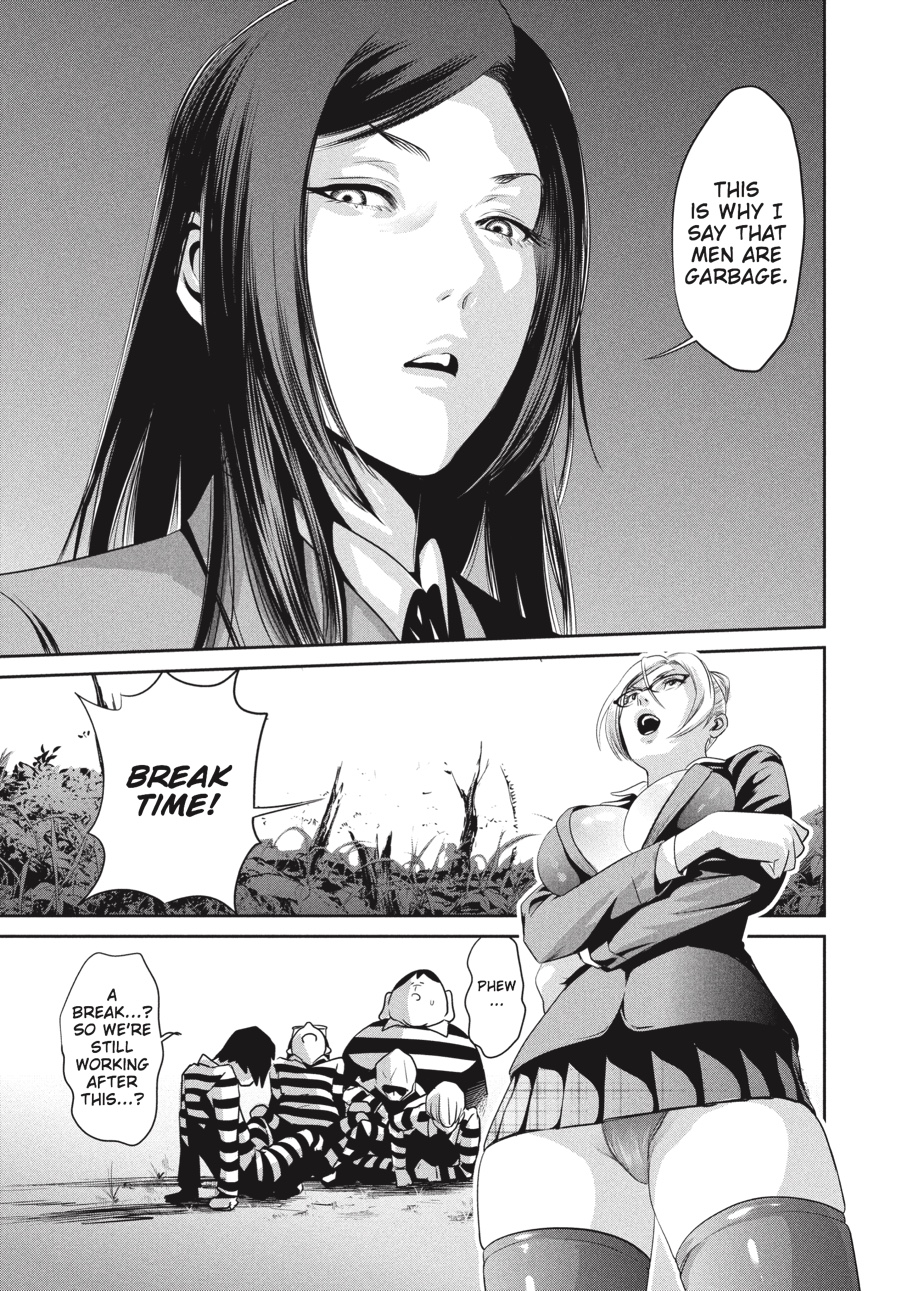 THIS
IS WHY I
SAY THAT
MEN ARE
GARBAGE.
BREAK
TIME!
PHEW
...
A
BREAK...?
SO WE'RE
STILL
WORKING
AFTER
THIS...?